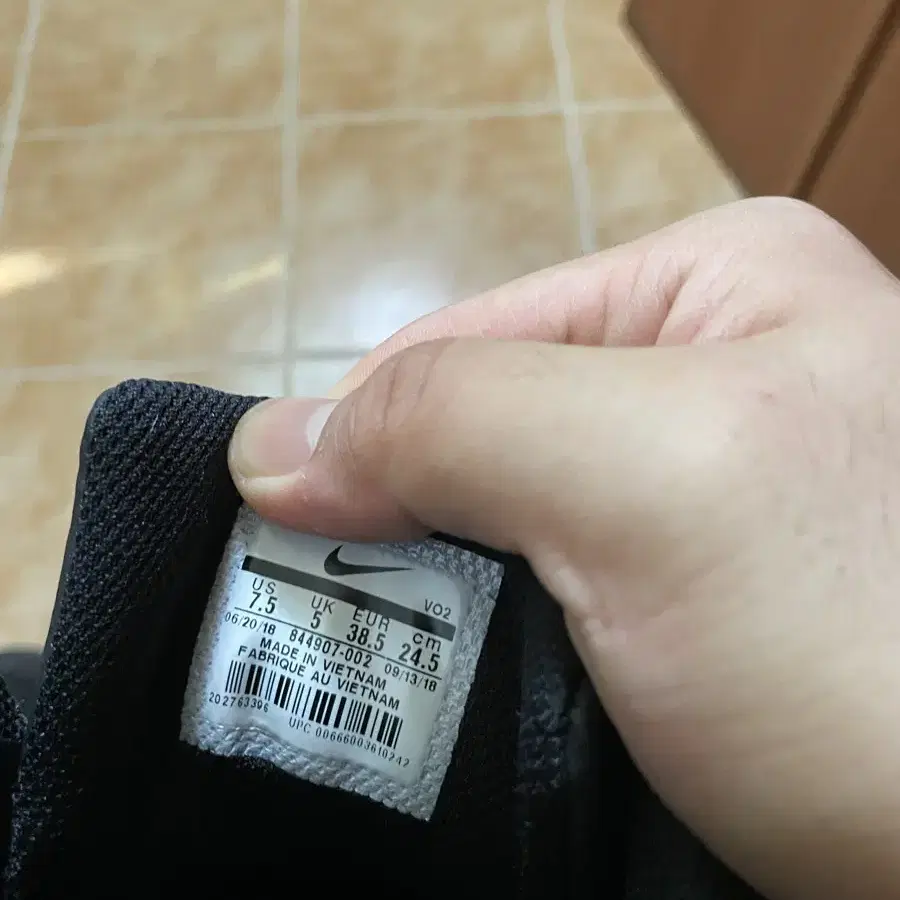 VO2
US UK EUR cm
7.5 5 38.5 24.5
06/20/18 844907-002 09/13/18
MADE IN VIETNAM
FABRIQUE AU VIETNAM
202763396
UPC 00666003610242